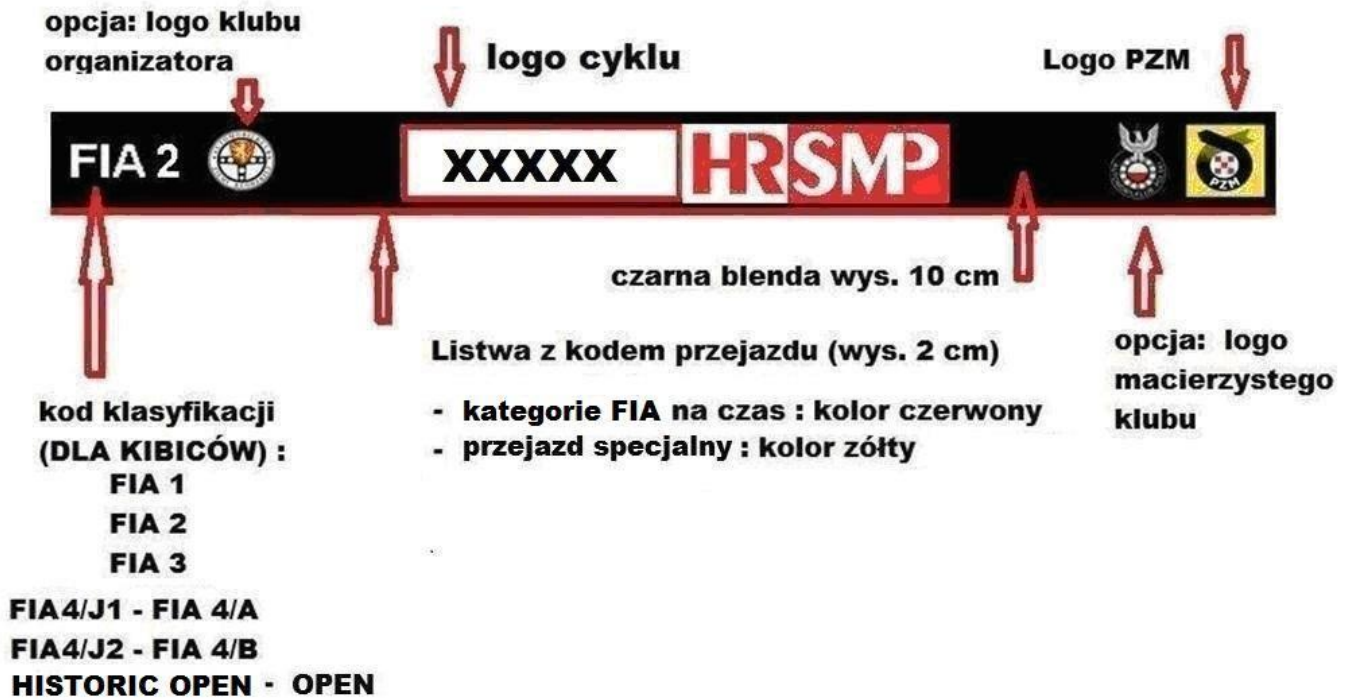 opcja: logo klubu
organizatora
logo cyklu
Logo PZM
FIA 2
XXXXX
HRSMP
PZM
czarna blenda wys. 10 cm
Listwa z kodem przejazdu (wys. 2 cm)
- kategorie FIA na czas : kolor czerwony
- przejazd specjalny : kolor zółty
opcja: logo
macierzystego
klubu
kod klasyfikacji
(DLA KIBICÓW) :
FIA 1
FIA 2
FIA 3
FIA4/J1 - FIA 4/A
FIA4/J2 - FIA 4/B
HISTORIC OPEN - OPEN